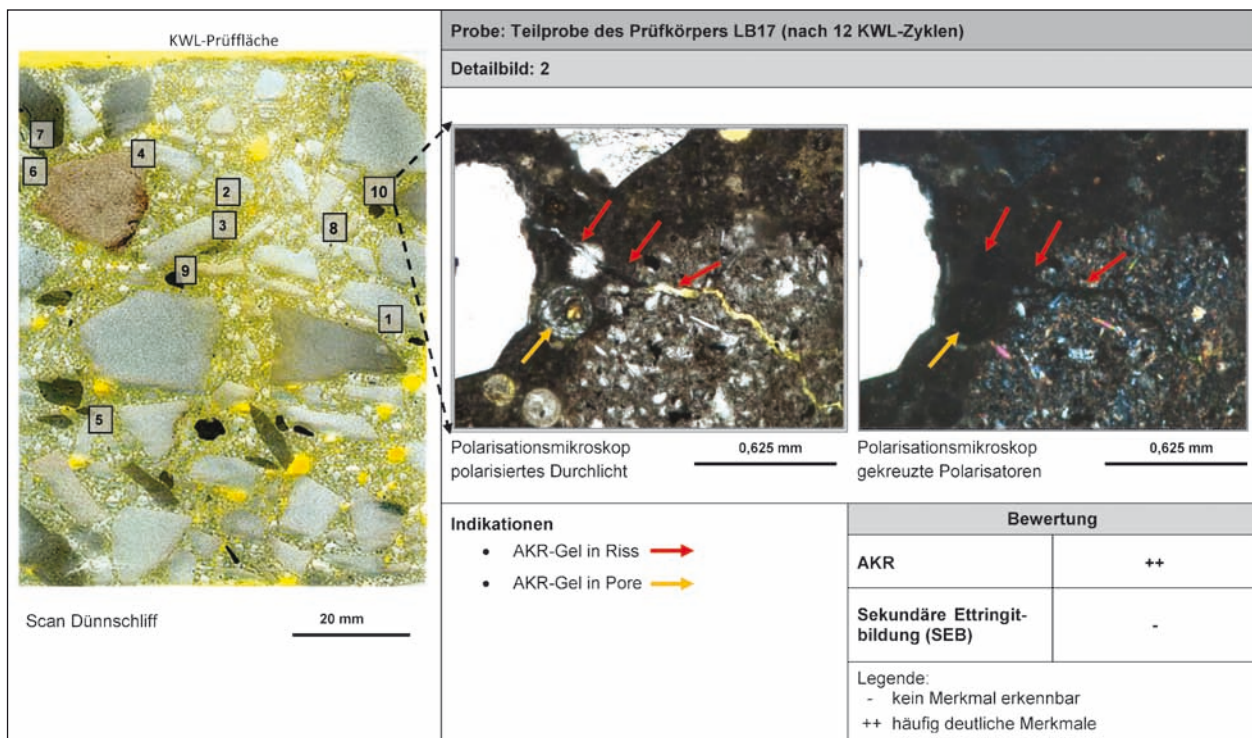 KWL-Prüffläche
7
6
4
2
3
10
8
9
1
5
Scan Dünnschliff
20 mm
Probe: Teilprobe des Prüfkörpers LB17 (nach 12 KWL-Zyklen)
Detailbild: 2
Polarisationsmikroskop
polarisiertes Durchlicht
0,625 mm
Polarisationsmikroskop
gekreuzte Polarisatoren
0,625 mm
Indikationen
• AKR-Gel in Riss
• AKR-Gel in Pore
Bewertung
AKR ++
Sekundäre Ettringit-
bildung (SEB) -
Legende:
- kein Merkmal erkennbar
++ häufig deutliche Merkmale